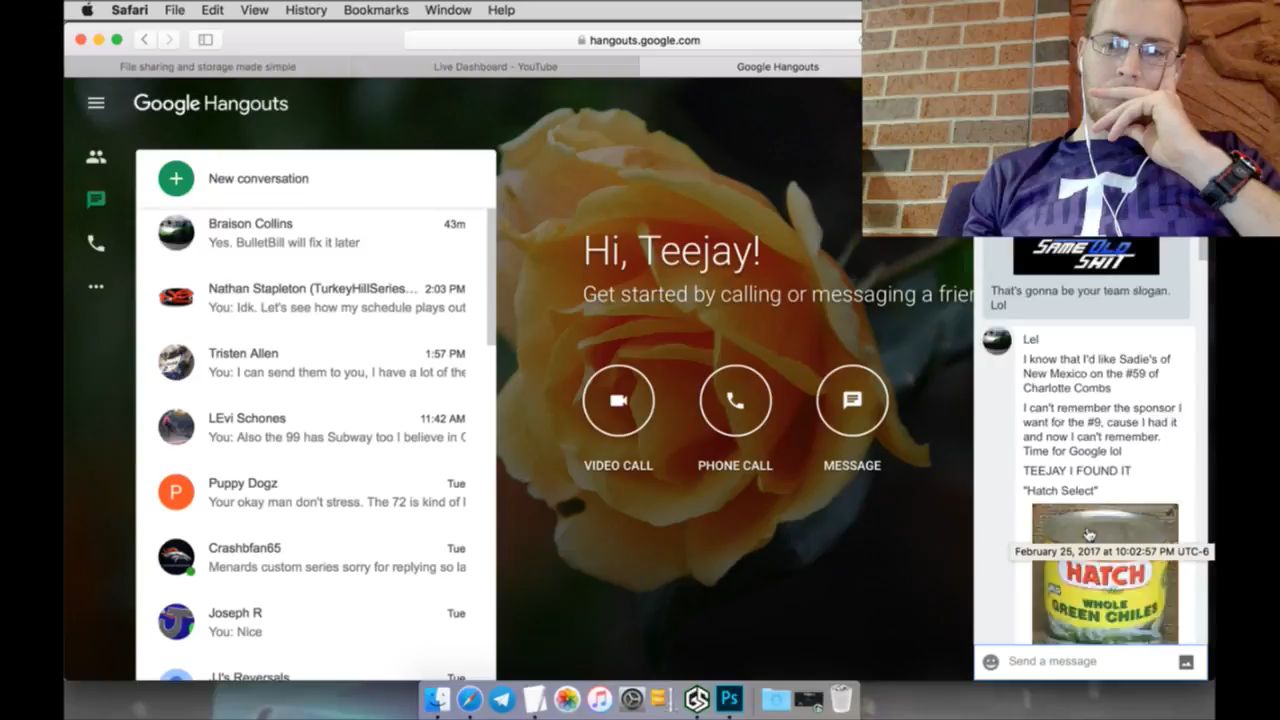 Safari File Edit View History Bookmarks Window Help
hangouts.google.com
File sharing and storage made simple
Live Dashboard - YouTube
Google Hangouts
Google Hangouts
New conversation
Braison Collins 43m
Yes. BulletBill will fix it later
Nathan Stapleton (TurkeyHillSeries... 2:03 PM
You: Idk. Let's see how my schedule plays out
Tristen Allen 1:57 PM
You: I can send them to you, I have a lot of the
LEvi Schones 11:42 AM
You: Also the 99 has Subway too I believe in
P
Puppy Dogz Tue
Your okay man don't stress. The 72 is kind of
Crashbfan65 Tue
Menards custom series sorry for replying so la
Joseph R Tue
You: Nice
JJ's Reversals Tue
Hi, Teejay!
Get started by calling or messaging a frien
VIDEO CALL
PHONE CALL
MESSAGE
T
SAME OLD
SHIT
That's gonna be your team slogan.
Lol
Lel
I know that I'd like Sadie's of
New Mexico on the #59 of
Charlotte Combs
I can't remember the sponsor I
want for the #9, cause I had it
and now I can't remember.
Time for Google lol
TEEJAY I FOUND IT
"Hatch Select"
February 25, 2017 at 10:02:57 PM UTC-6
HATCH
WHOLE
GREEN CHILES
Send a message
Ps